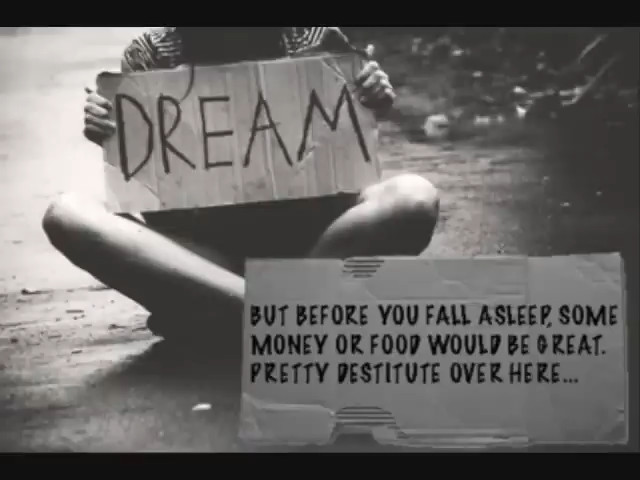 DREAM
BUT BEFORE YOU FALL ASLEEP, SOME
MONEY OR FOOD WOULD BE GREAT.
PRETTY DESTITUTE OVER HERE...